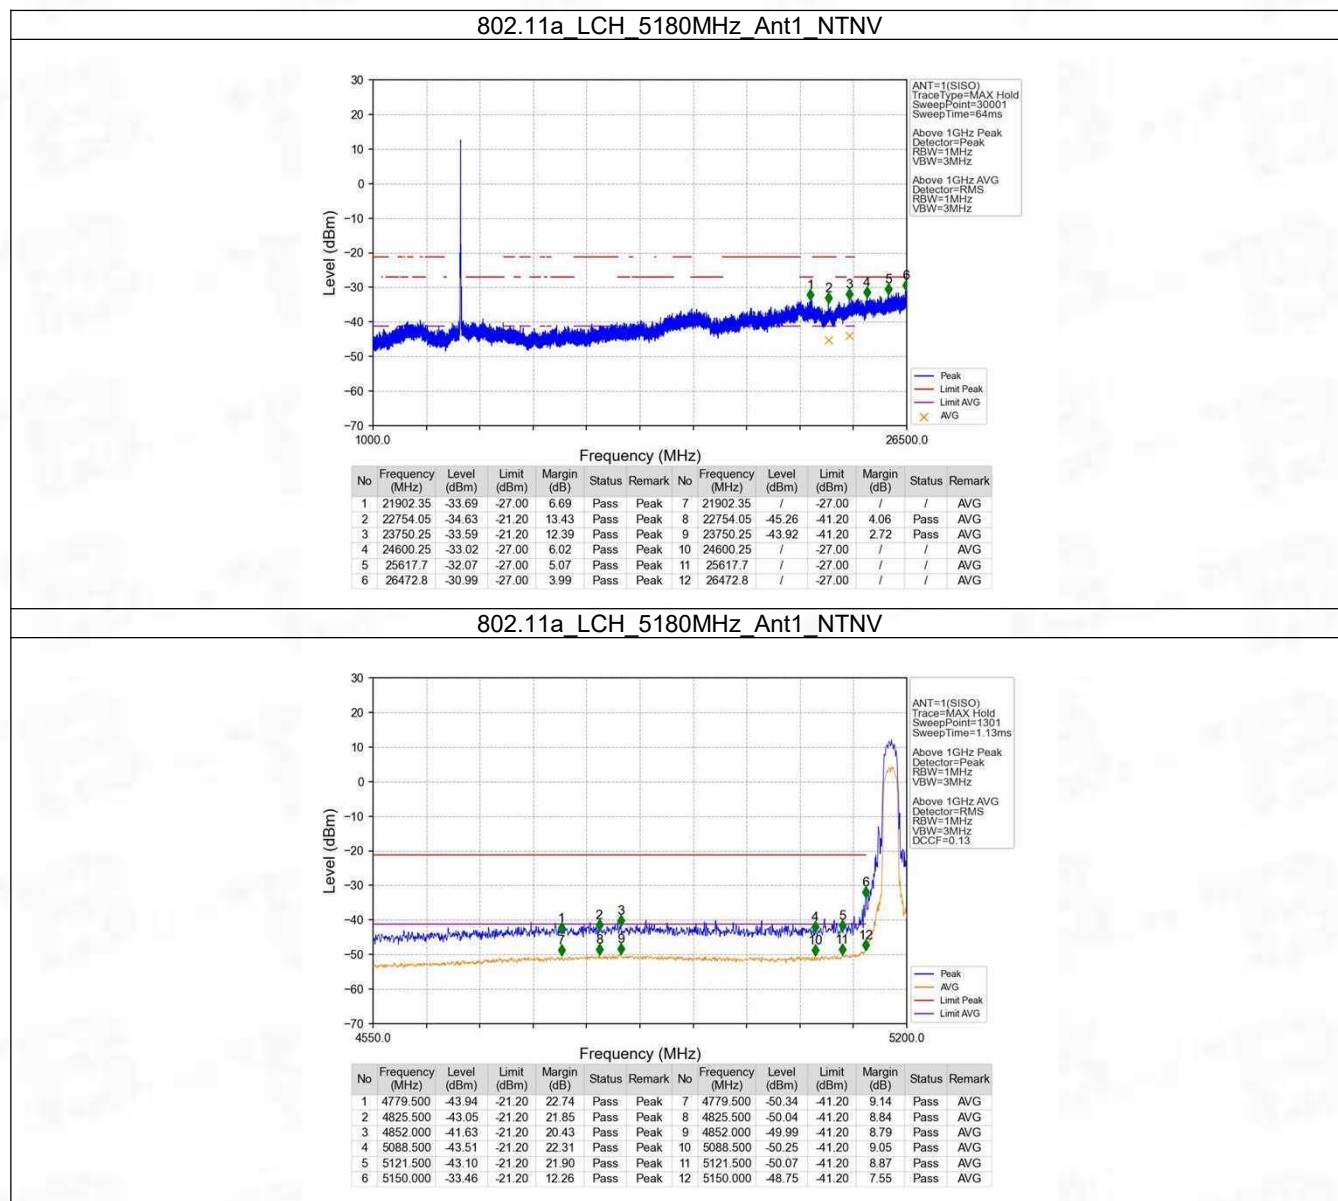 802.11a_LCH_5180MHz_Ant1_NTNV
30
20
10
0
−10
−20
−30
−40
−50
−60
−70
Level (dBm)
1 2 3 4 5 6
1000.0 26500.0
Frequency (MHz)
ANT=1(SISO)
TraceType=MAX Hold
SweepPoint=30001
SweepTime=64ms
Above 1GHz Peak
Detector=Peak
RBW=1MHz
VBW=3MHz
Above 1GHz AVG
Detector=RMS
RBW=1MHz
VBW=3MHz
Peak
Limit Peak
Limit AVG
AVG
No Frequency (MHz) Level (dBm) Limit (dBm) Margin (dB) Status Remark No Frequency (MHz) Level (dBm) Limit (dBm) Margin (dB) Status Remark
1 21902.35 -33.69 -27.00 6.69 Pass Peak 7 21902.35 / -27.00 / / AVG
2 22754.05 -34.63 -21.20 13.43 Pass Peak 8 22754.05 -45.26 -41.20 4.06 Pass AVG
3 23750.25 -33.59 -21.20 12.39 Pass Peak 9 23750.25 -43.92 -41.20 2.72 Pass AVG
4 24600.25 -33.02 -27.00 6.02 Pass Peak 10 24600.25 / -27.00 / / AVG
5 25617.7 -32.07 -27.00 5.07 Pass Peak 11 25617.7 / -27.00 / / AVG
6 26472.8 -30.99 -27.00 3.99 Pass Peak 12 26472.8 / -27.00 / / AVG
802.11a_LCH_5180MHz_Ant1_NTNV
30
20
10
0
−10
−20
−30
−40
−50
−60
−70
Level (dBm)
1 2 3 4 5 6
7 8 9 10 11 12
4550.0 5200.0
Frequency (MHz)
ANT=1(SISO)
Trace=MAX Hold
SweepPoint=1301
SweepTime=1.13ms
Above 1GHz Peak
Detector=Peak
RBW=1MHz
VBW=3MHz
Above 1GHz AVG
Detector=RMS
RBW=1MHz
VBW=3MHz
DCCF=0.13
Peak
AVG
Limit Peak
Limit AVG
No Frequency (MHz) Level (dBm) Limit (dBm) Margin (dB) Status Remark No Frequency (MHz) Level (dBm) Limit (dBm) Margin (dB) Status Remark
1 4779.500 -43.94 -21.20 22.74 Pass Peak 7 4779.500 -50.34 -41.20 9.14 Pass AVG
2 4825.500 -43.05 -21.20 21.85 Pass Peak 8 4825.500 -50.04 -41.20 8.84 Pass AVG
3 4852.000 -41.63 -21.20 20.43 Pass Peak 9 4852.000 -49.99 -41.20 8.79 Pass AVG
4 5088.500 -43.51 -21.20 22.31 Pass Peak 10 5088.500 -50.25 -41.20 9.05 Pass AVG
5 5121.500 -43.10 -21.20 21.90 Pass Peak 11 5121.500 -50.07 -41.20 8.87 Pass AVG
6 5150.000 -33.46 -21.20 12.26 Pass Peak 12 5150.000 -48.75 -41.20 7.55 Pass AVG